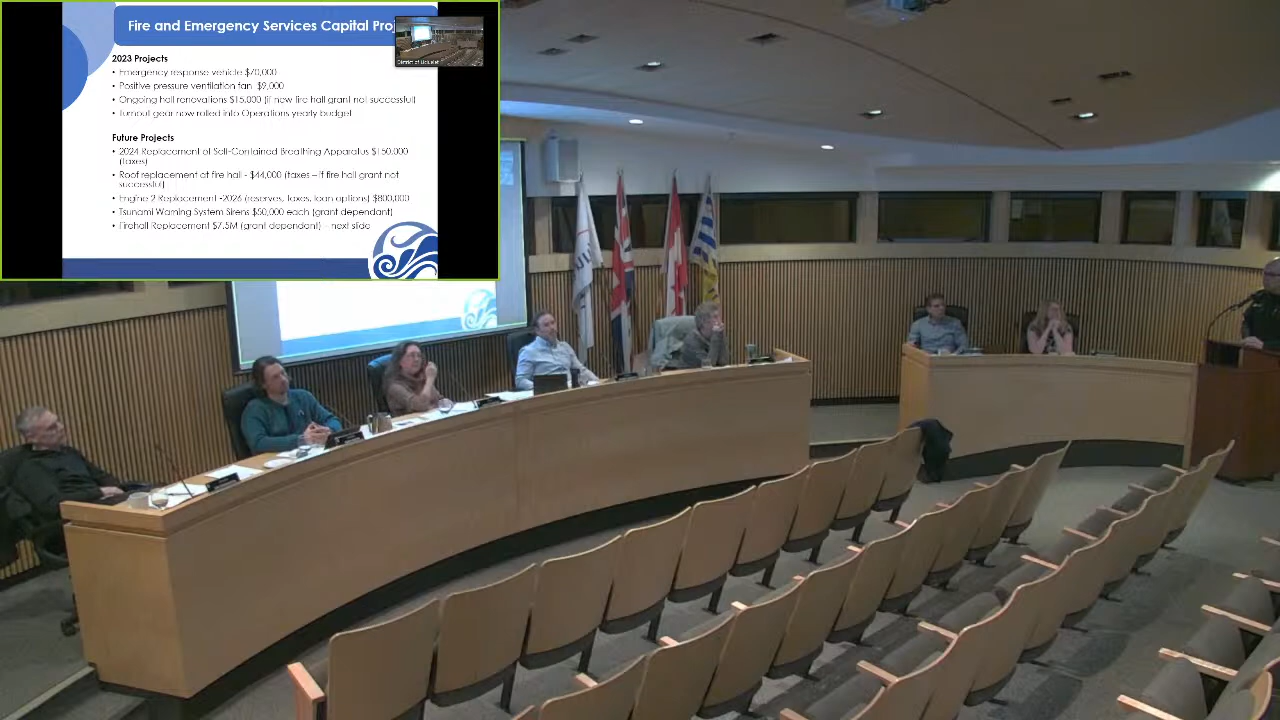 Fire and Emergency Services Capital Proj
District of Ucluelet
2023 Projects
• Emergency response vehicle $70,000
• Positive pressure ventilation fan $9,000
• Ongoing hall renovations $15,000 (if new fire hall grant not successful)
• Turnout gear now rolled into Operations yearly budget
Future Projects
• 2024 Replacement of Self-Contained Breathing Apparatus $150,000
(taxes)
• Roof replacement of fire hall - $44,000 (taxes – if fire hall grant not
successful)
• Engine 2 Replacement -2026 (reserves, taxes, loan options) $800,000
• Tsunami Warning System Sirens $50,000 each (grant dependant)
• Firehall Replacement $7.5M (grant dependant) – next slide